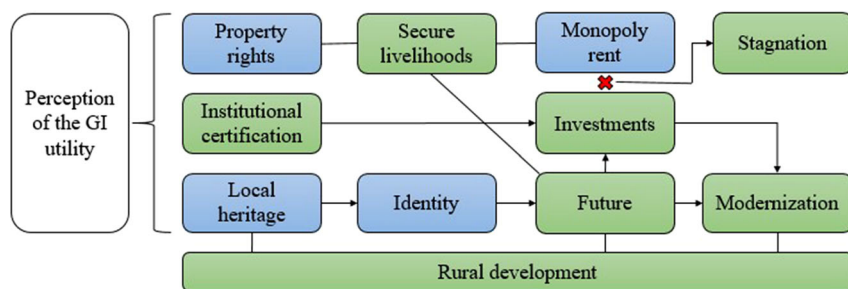 Property
rights
Secure
livelihoods
Monopoly
rent
Stagnation
Perception
of the GI
utility
Institutional
certification
Investments
Local
heritage
Identity
Future
Modernization
Rural development